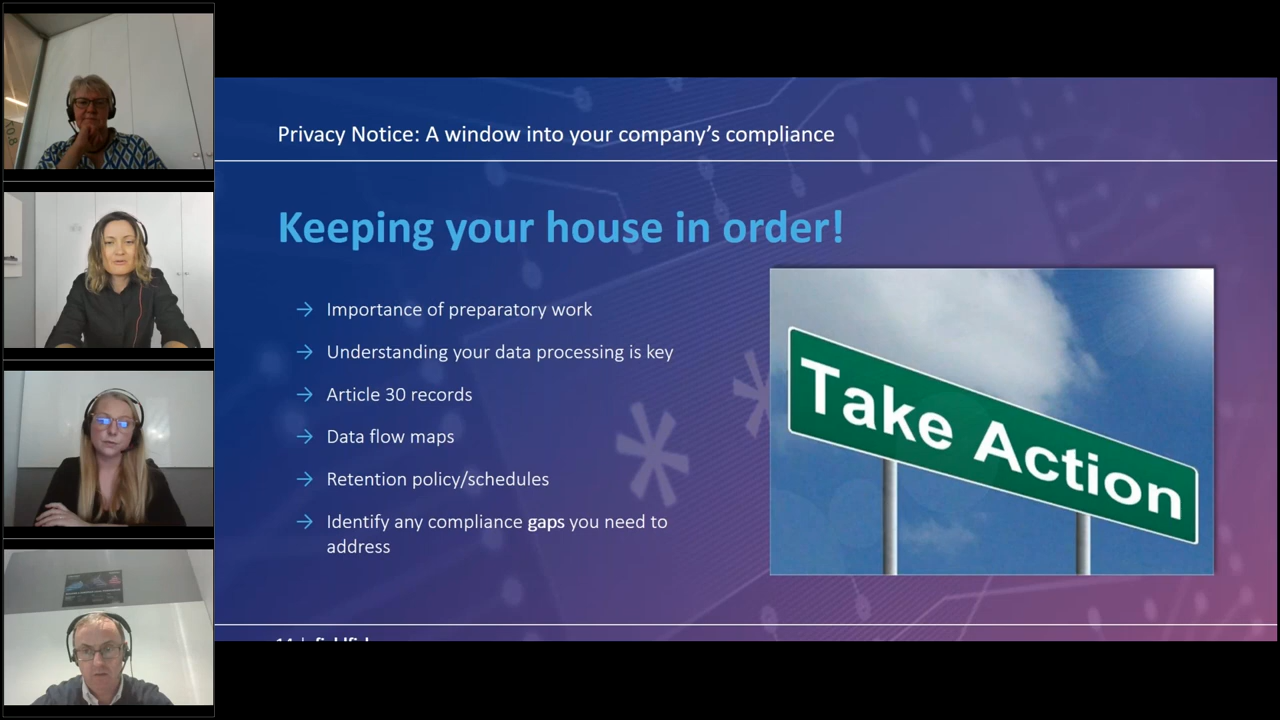 Privacy Notice: A window into your company's compliance
Keeping your house in order!
→ Importance of preparatory work
→ Understanding your data processing is key
→ Article 30 records
→ Data flow maps
→ Retention policy/schedules
→ Identify any compliance gaps you need to
address
Take Action